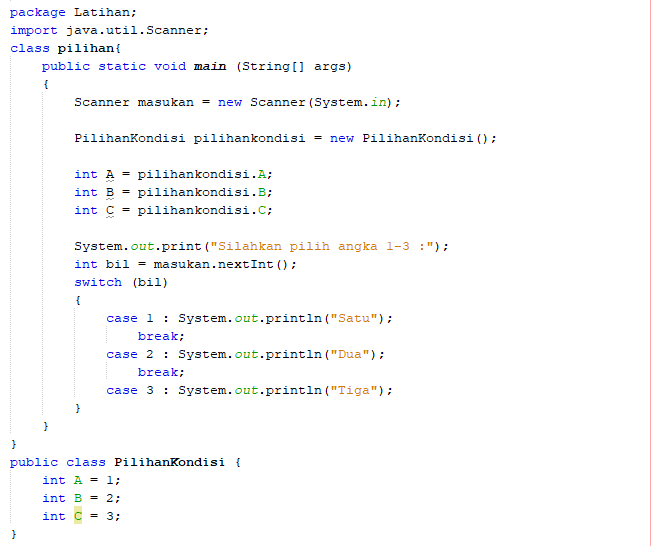 package Latihan;
import java.util.Scanner;
class pilihan{
    public static void main (String[] args)
    {
        Scanner masukan = new Scanner(System.in);

        PilihanKondisi pilihankondisi = new PilihanKondisi();

        int A = pilihankondisi.A;
        int B = pilihankondisi.B;
        int C = pilihankondisi.C;

        System.out.print("Silahkan pilih angka 1-3 :");
        int bil = masukan.nextInt();
        switch (bil)
        {
            case 1 : System.out.println("Satu");
                break;
            case 2 : System.out.println("Dua");
                break;
            case 3 : System.out.println("Tiga");
        }
    }
}
public class PilihanKondisi {
    int A = 1;
    int B = 2;
    int C = 3;
}